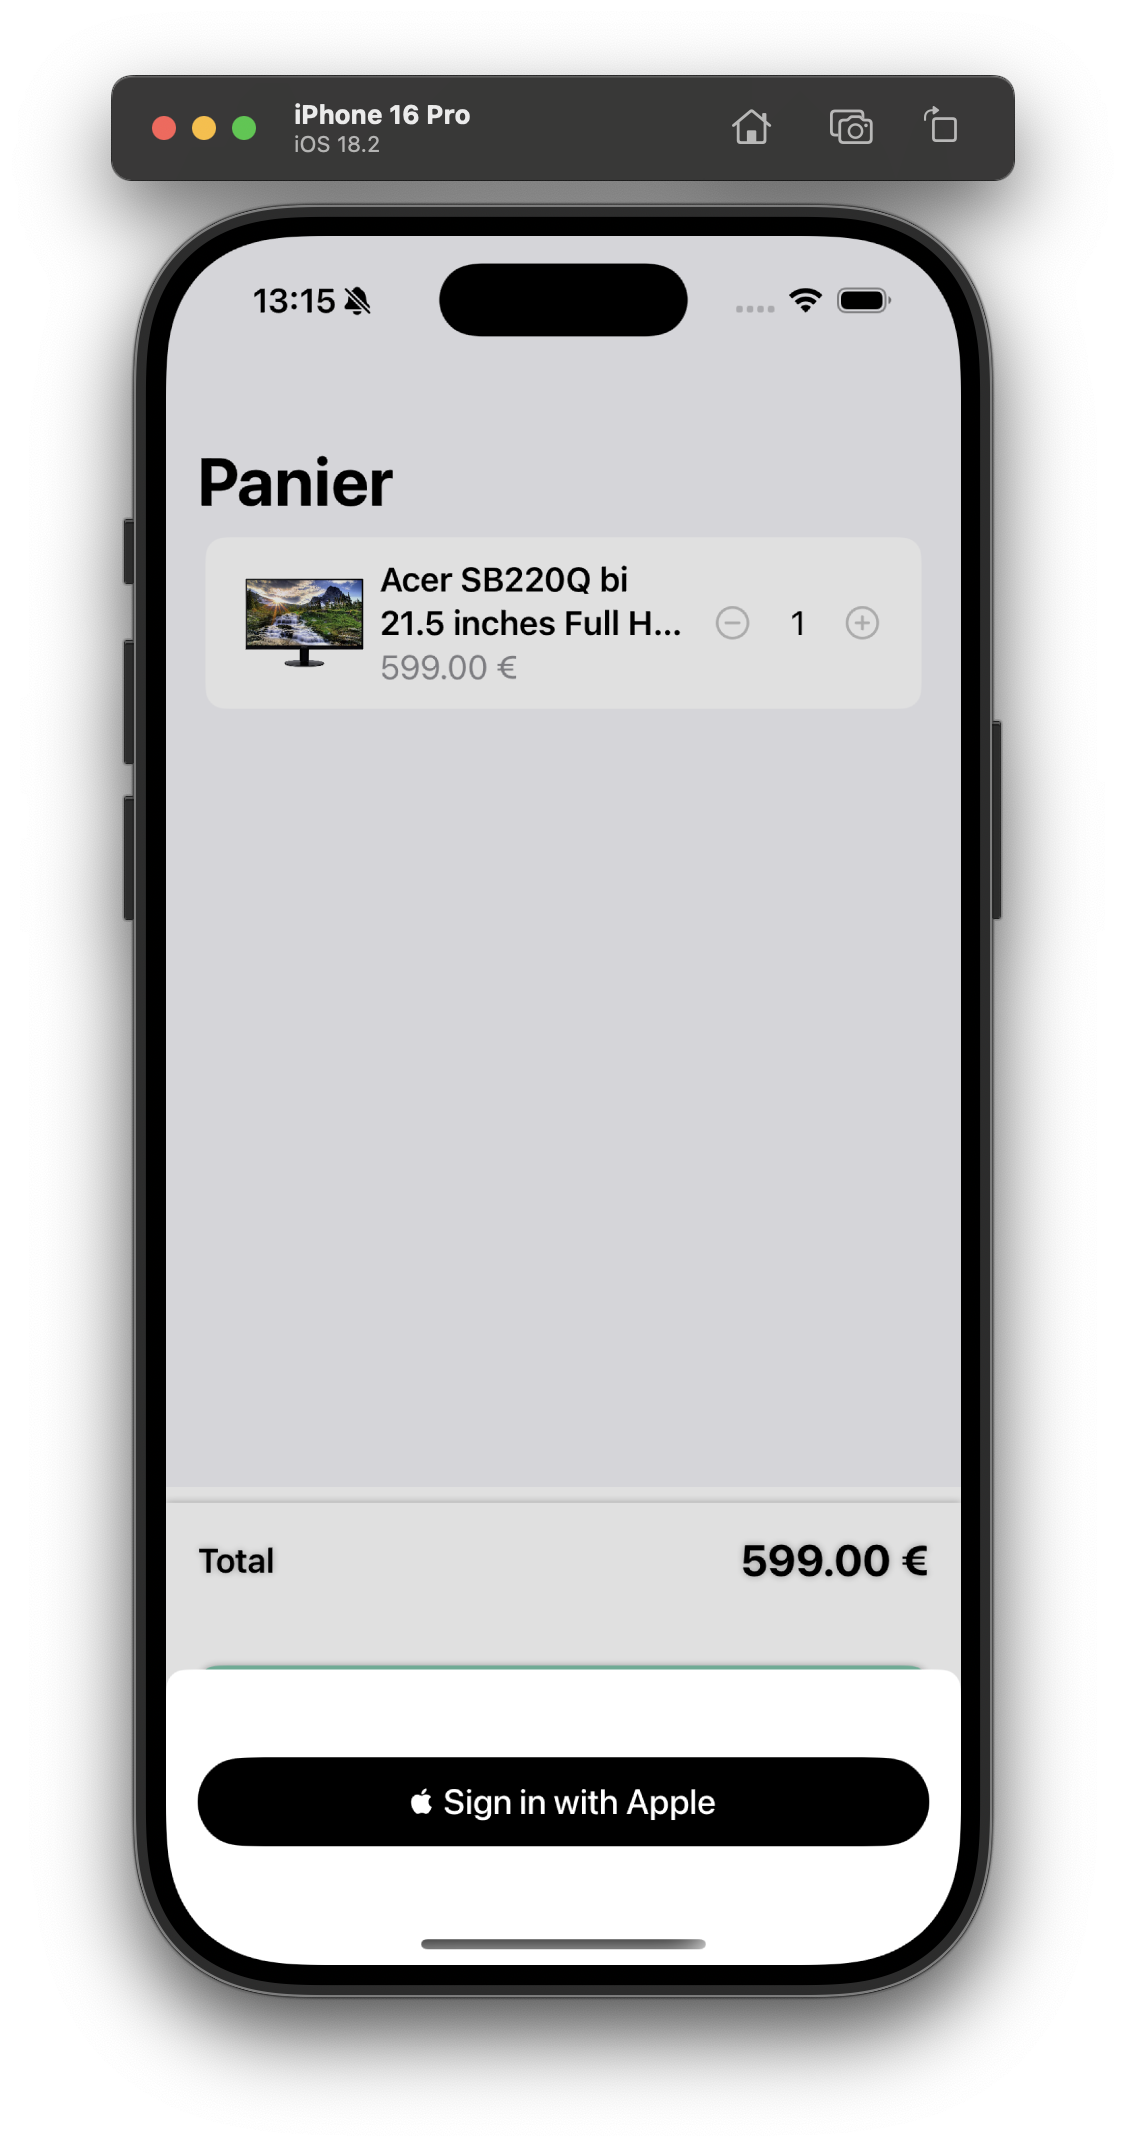 iPhone 16 Pro
iOS 18.2
13:15
Panier
Acer SB220Q bi
21.5 inches Full H...
599.00 €
1
Total
599.00 €
Sign in with Apple